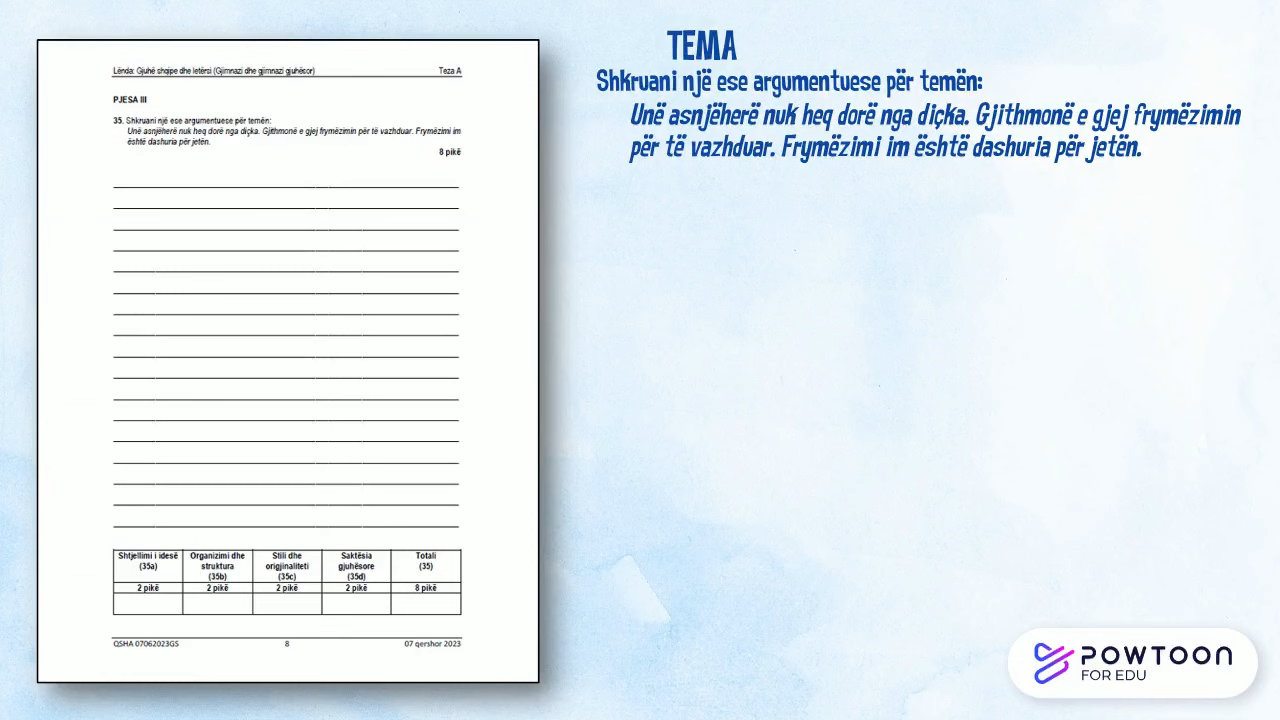 Lënda: Gjuhë shqipe dhe letërsi (Gjimnazi dhe gjimnazi gjuhësor) Teza A
PJESA III
35. Shkruani një ese argumentuese për temën:
Unë asnjëherë nuk heq dorë nga diçka. Gjithmonë e gjej frymëzimin për të vazhduar. Frymëzimi im
është dashuria për jetën.
8 pikë
Shtjellimi i idesë (35a) Organizimi dhe struktura (35b) Stili dhe origjinaliteti (35c) Saktësia gjuhësore (35d) Totali (35)
2 pikë 2 pikë 2 pikë 2 pikë 8 pikë
QSHA 07062023GS 8 07 qershor 2023
TEMA
Shkruani një ese argumentuese për temën:
Unë asnjëherë nuk heq dorë nga diçka. Gjithmonë e gjej frymëzimin
për të vazhduar. Frymëzimi im është dashuria për jetën.
POWTOON
FOR EDU